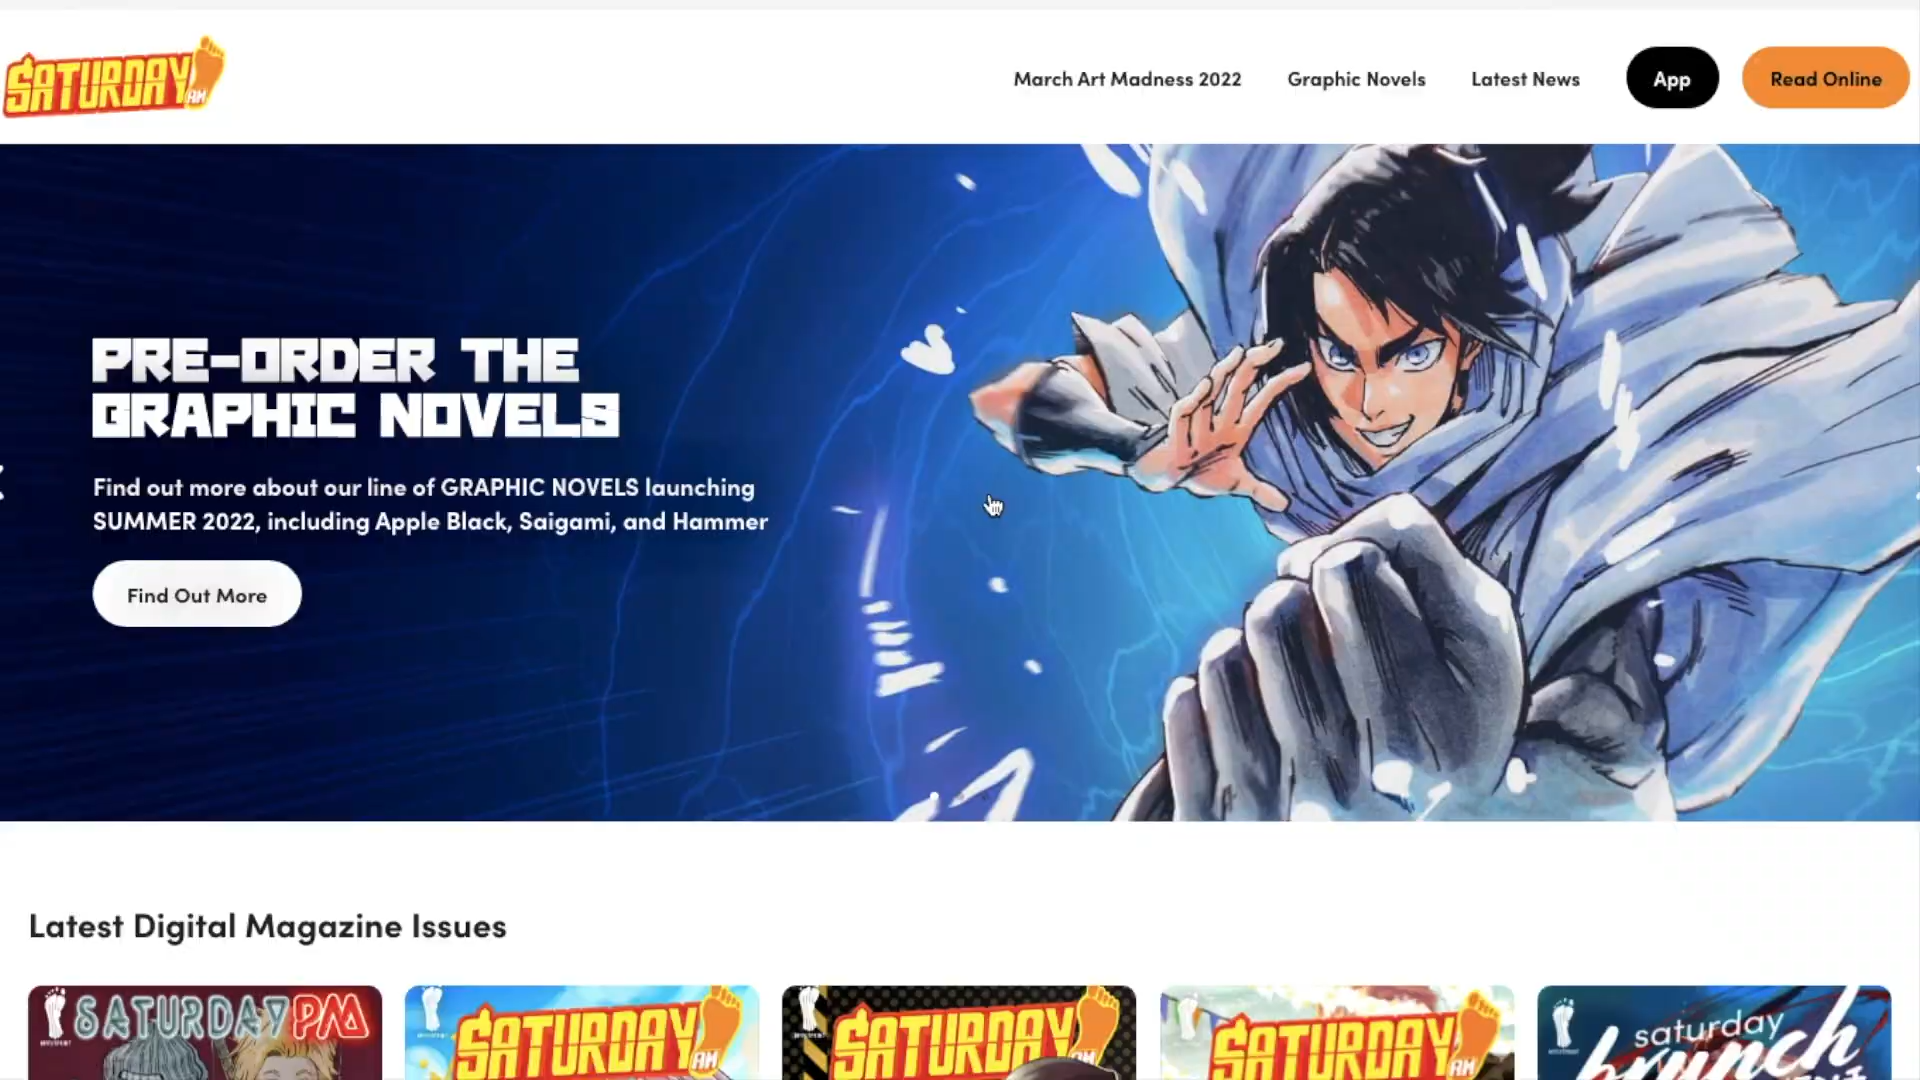 SATURDAY AM
March Art Madness 2022
Graphic Novels
Latest News
App
Read Online
PRE-ORDER THE
GRAPHIC NOVELS
Find out more about our line of GRAPHIC NOVELS launching
SUMMER 2022, including Apple Black, Saigami, and Hammer
Find Out More
Latest Digital Magazine Issues
SATURDAY PM
SATURDAY AM
SATURDAY AM
SATURDAY AM
saturday
brunch